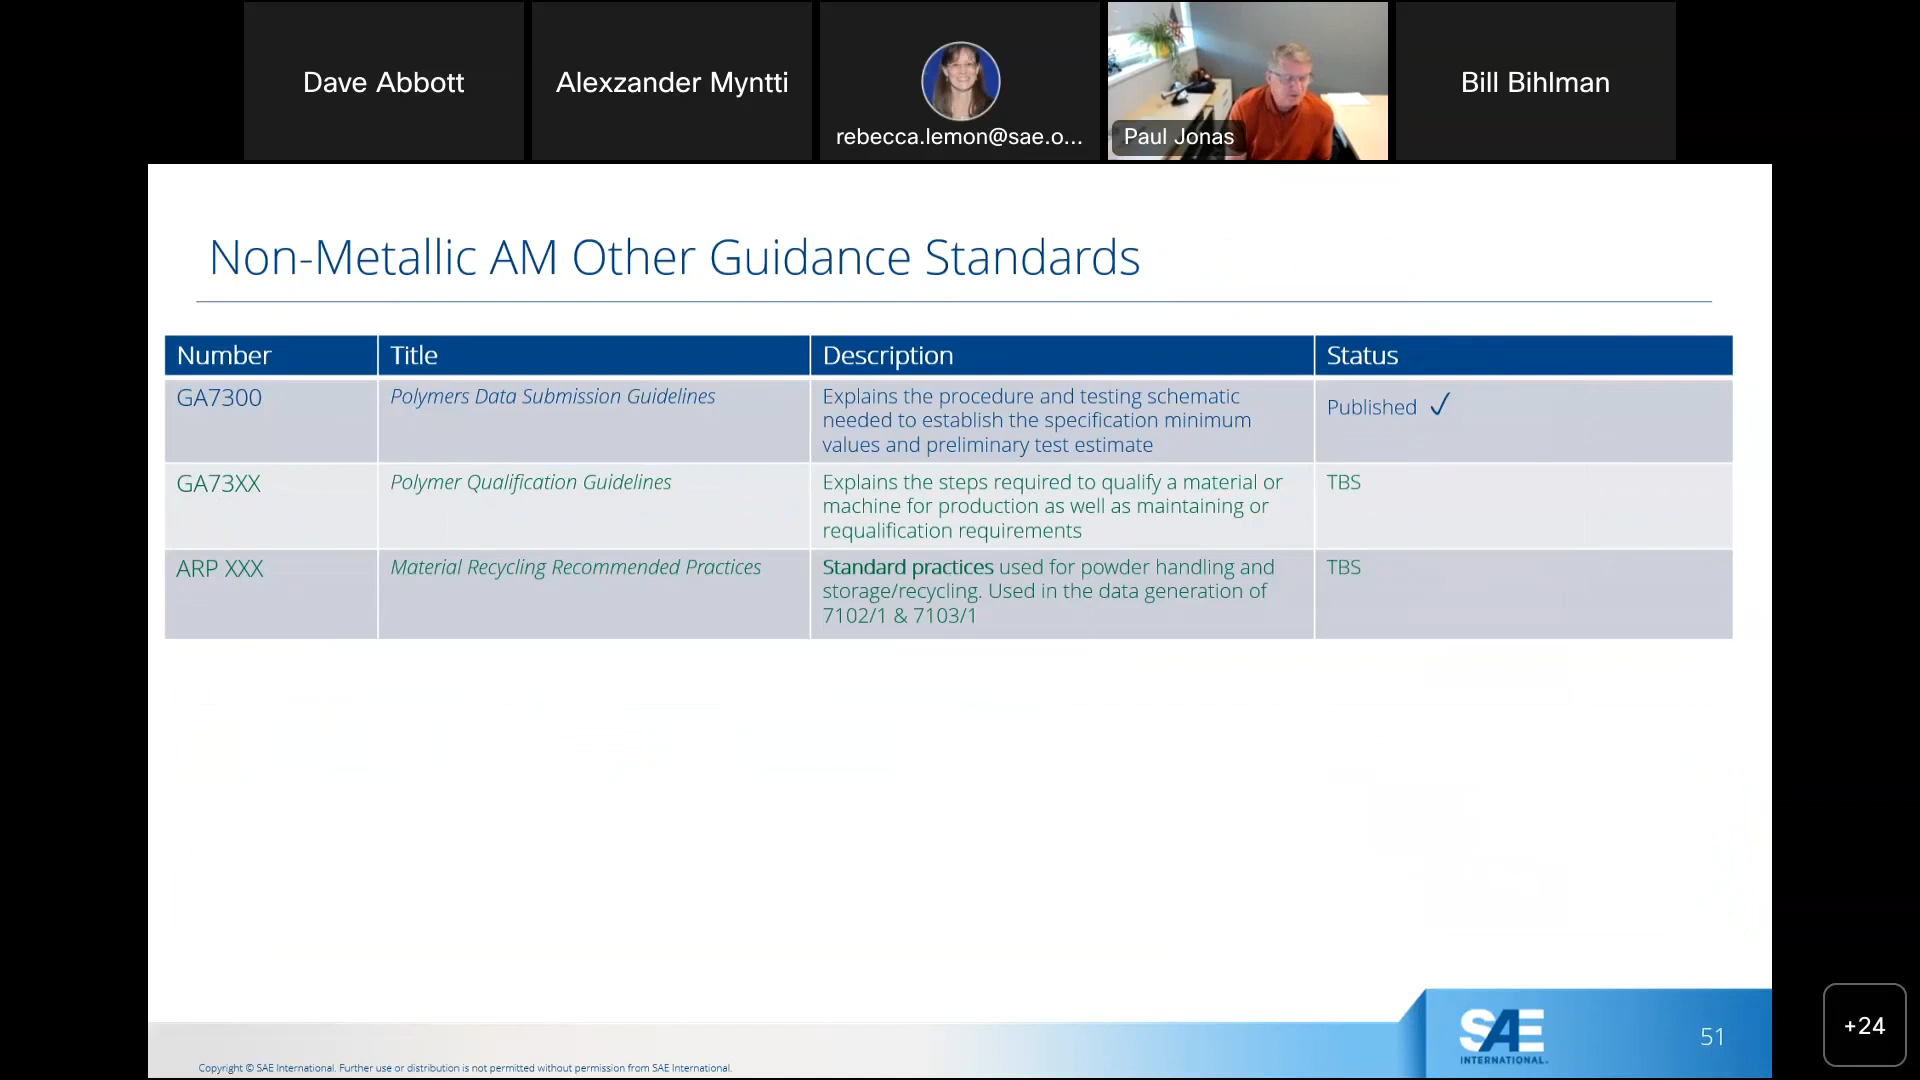 Dave Abbott
Alexzander Myntti
rebecca.lemon@sae.o...
Paul Jonas
Bill Bihlman
Non-Metallic AM Other Guidance Standards
Number Title Description Status
GA7300 Polymers Data Submission Guidelines Explains the procedure and testing schematic
needed to establish the specification minimum
values and preliminary test estimate
Published ✓
GA73XX Polymer Qualification Guidelines Explains the steps required to qualify a material or
machine for production as well as maintaining or
requalification requirements
TBS
ARP XXX Material Recycling Recommended Practices Standard practices used for powder handling and
storage/recycling. Used in the data generation of
7102/1 & 7103/1
TBS
SAE
INTERNATIONAL.
51
+24
Copyright © SAE International. Further use or distribution is not permitted without permission from SAE International.